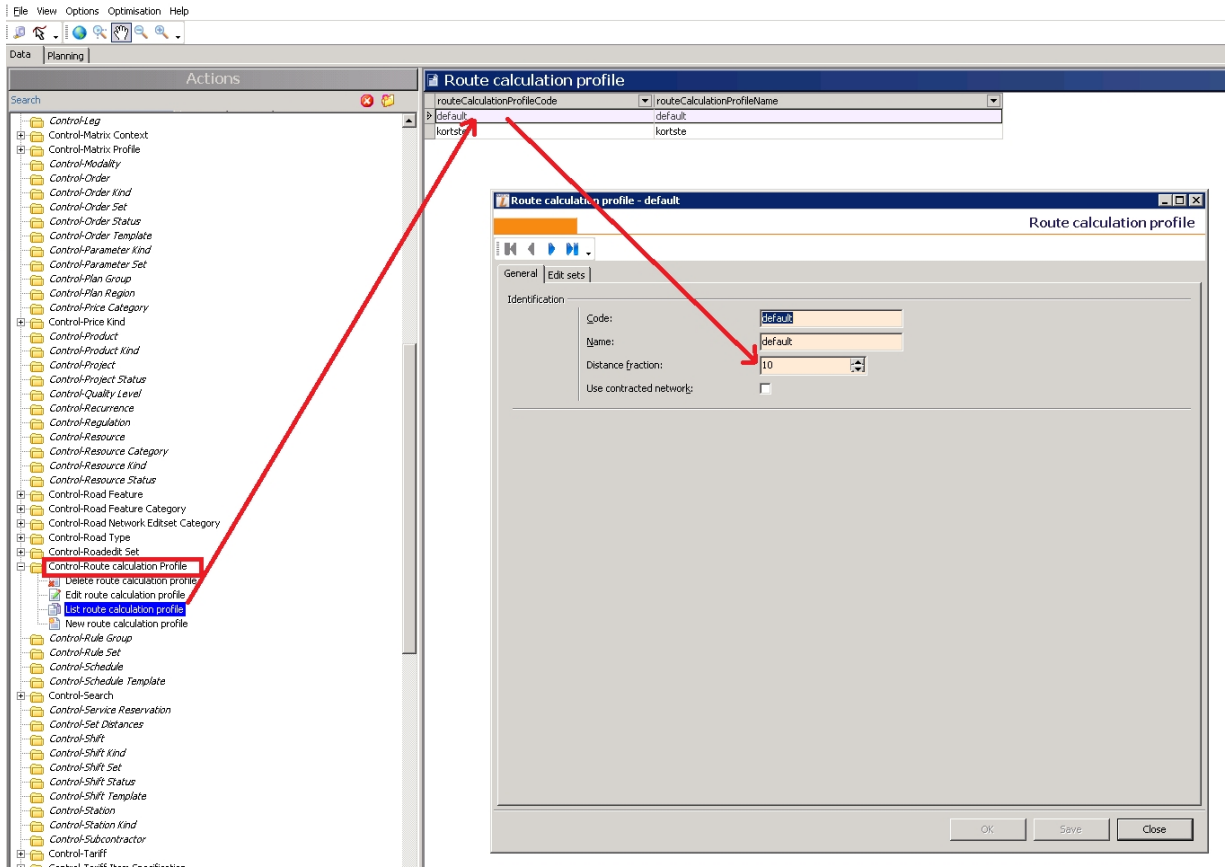 File View Options Optimisation Help
Data Planning
Actions
Search
Control-Leg
Control-Matrix Context
Control-Matrix Profile
Control-Modality
Control-Order
Control-Order Kind
Control-Order Set
Control-Order Status
Control-Order Template
Control-Parameter Kind
Control-Parameter Set
Control-Plan Group
Control-Plan Region
Control-Price Category
Control-Price Kind
Control-Product
Control-Product Kind
Control-Project
Control-Project Status
Control-Quality Level
Control-Recurrence
Control-Regulation
Control-Resource
Control-Resource Category
Control-Resource Kind
Control-Resource Status
Control-Road Feature
Control-Road Feature Category
Control-Road Network Editset Category
Control-Road Type
Control-Roadedit Set
Control-Route calculation Profile
Delete route calculation profile
Edit route calculation profile
List route calculation profile
New route calculation profile
Control-Rule Group
Control-Rule Set
Control-Schedule
Control-Schedule Template
Control-Search
Control-Service Reservation
Control-Set Distances
Control-Shift
Control-Shift Kind
Control-Shift Set
Control-Shift Status
Control-Shift Template
Control-Station
Control-Station Kind
Control-Subcontractor
Control-Tariff
Control-Tariff Item Specification
Route calculation profile
routeCalculationProfileCode routeCalculationProfileName
default default
kortste kortste
Route calculation profile - default
Route calculation profile
General Edit sets
Identification
Code: default
Name: default
Distance fraction: 10
Use contracted network:
OK Save Close